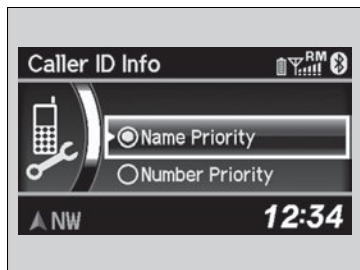 Caller ID Info
RM
Name Priority
Number Priority
NW
12:34